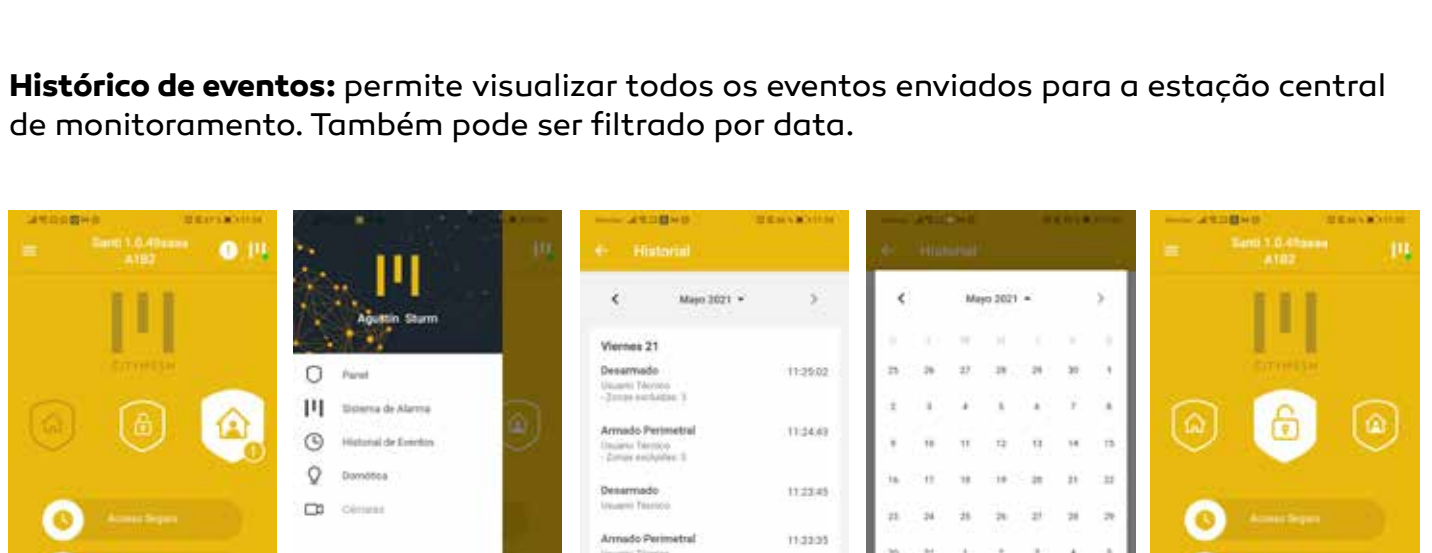 Histórico de eventos: permite visualizar todos os eventos enviados para a estação central
de monitoramento. Também pode ser filtrado por data.
Santi 1.0.49aaaa
A1B2
CITYMESH
Acceso Seguro
Agustin Sturm
Panel
Sistema de Alarma
Historial de Eventos
Domótica
Cámaras
Historial
Mayo 2021
Viernes 21
Desarmado 11:25:02
Usuario Técnico
- Zonas excluidas: 3
Armado Perimetral 11:24:49
Usuario Técnico
- Zonas excluidas: 3
Desarmado 11:23:45
Usuario Técnico
Armado Perimetral 11:23:35
Historial
Mayo 2021
25 26 27 28 29 30 1
2 3 4 5 6 7 8
9 10 11 12 13 14 15
16 17 18 19 20 21 22
23 24 25 26 27 28 29
Santi 1.0.49aaaa
A1B2
CITYMESH
Acceso Seguro